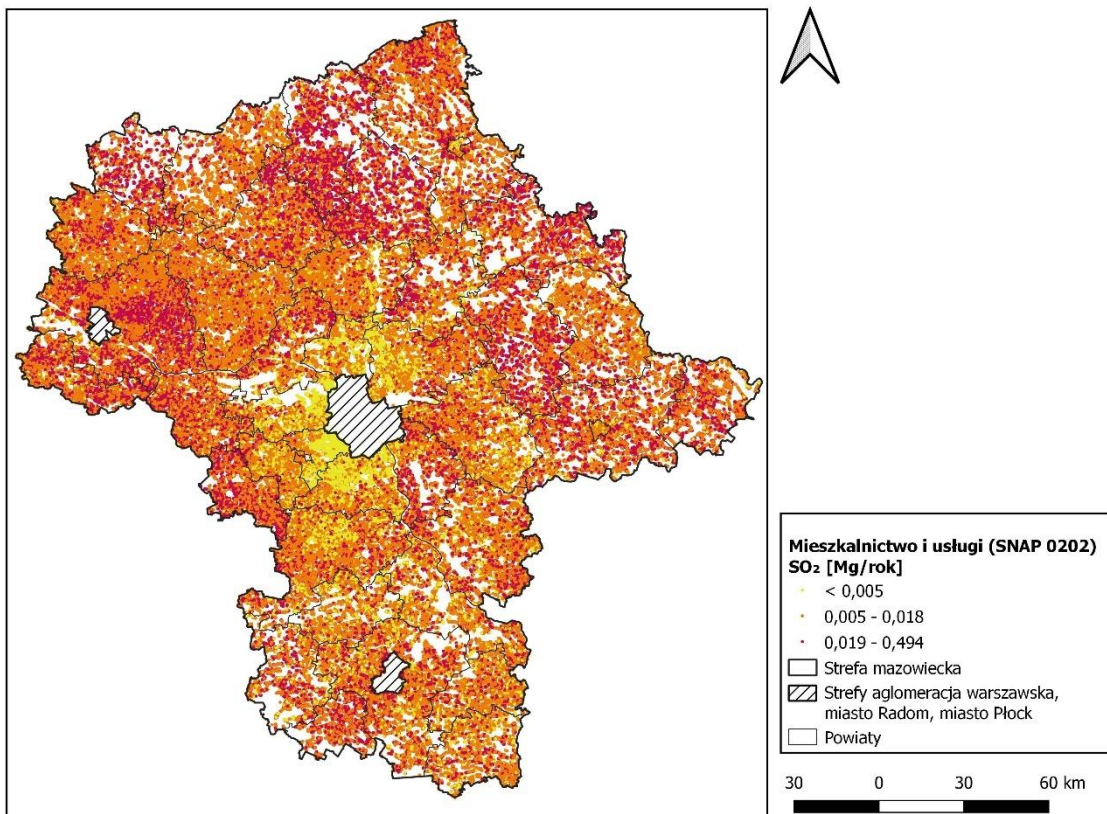 Mieszkalnictwo i usługi (SNAP 0202)
SO₂ [Mg/rok]
< 0,005
0,005 - 0,018
0,019 - 0,494
Strefa mazowiecka
Strefy aglomeracja warszawska,
miasto Radom, miasto Płock
Powiaty
30 0 30 60 km